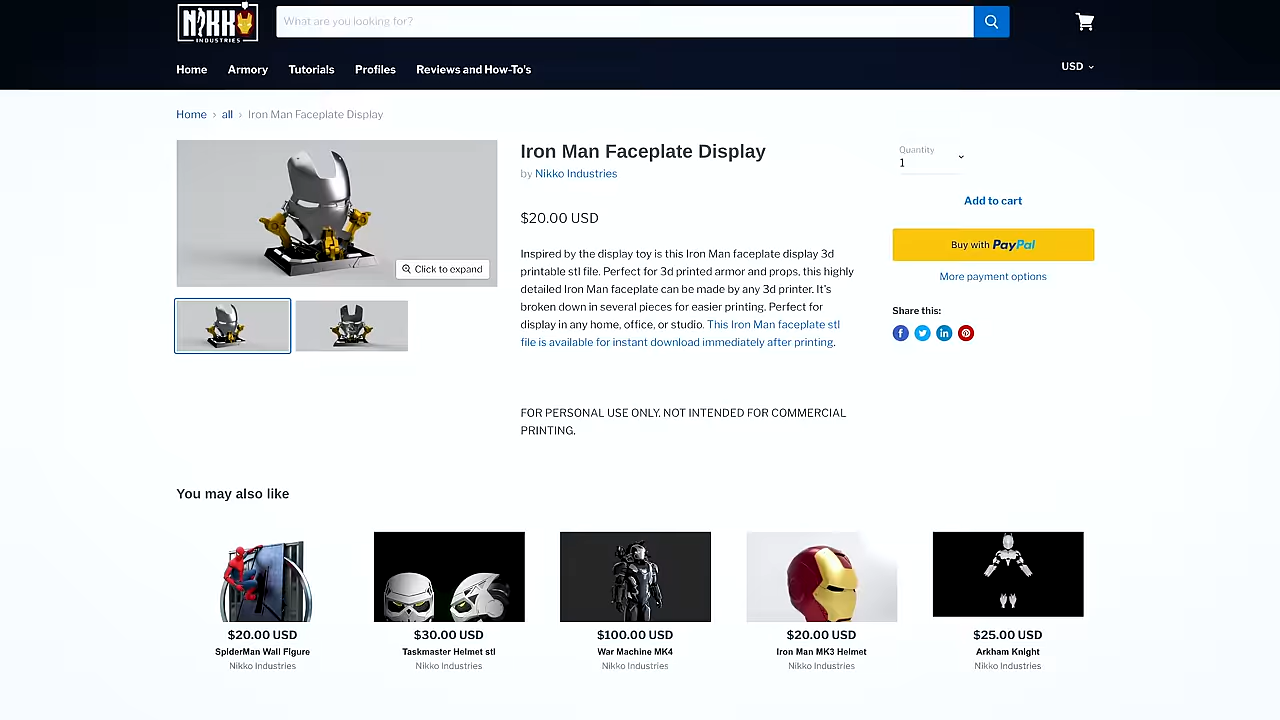 NIKKO
INDUSTRIES
What are you looking for?
Home Armory Tutorials Profiles Reviews and How-To's
USD
Home › all › Iron Man Faceplate Display
Iron Man Faceplate Display
by Nikko Industries
$20.00 USD
Inspired by the display toy is this Iron Man faceplate display 3d
printable stl file. Perfect for 3d printed armor and props, this highly
detailed Iron Man faceplate can be made by any 3d printer. It's
broken down in several pieces for easier printing. Perfect for
display in any home, office, or studio. This Iron Man faceplate stl
file is available for instant download immediately after printing.
FOR PERSONAL USE ONLY. NOT INTENDED FOR COMMERCIAL
PRINTING.
Click to expand
Quantity
1
Add to cart
Buy with PayPal
More payment options
Share this:
You may also like
$20.00 USD
SpiderMan Wall Figure
Nikko Industries
$30.00 USD
Taskmaster Helmet stl
Nikko Industries
$100.00 USD
War Machine MK4
Nikko Industries
$20.00 USD
Iron Man MK3 Helmet
Nikko Industries
$25.00 USD
Arkham Knight
Nikko Industries